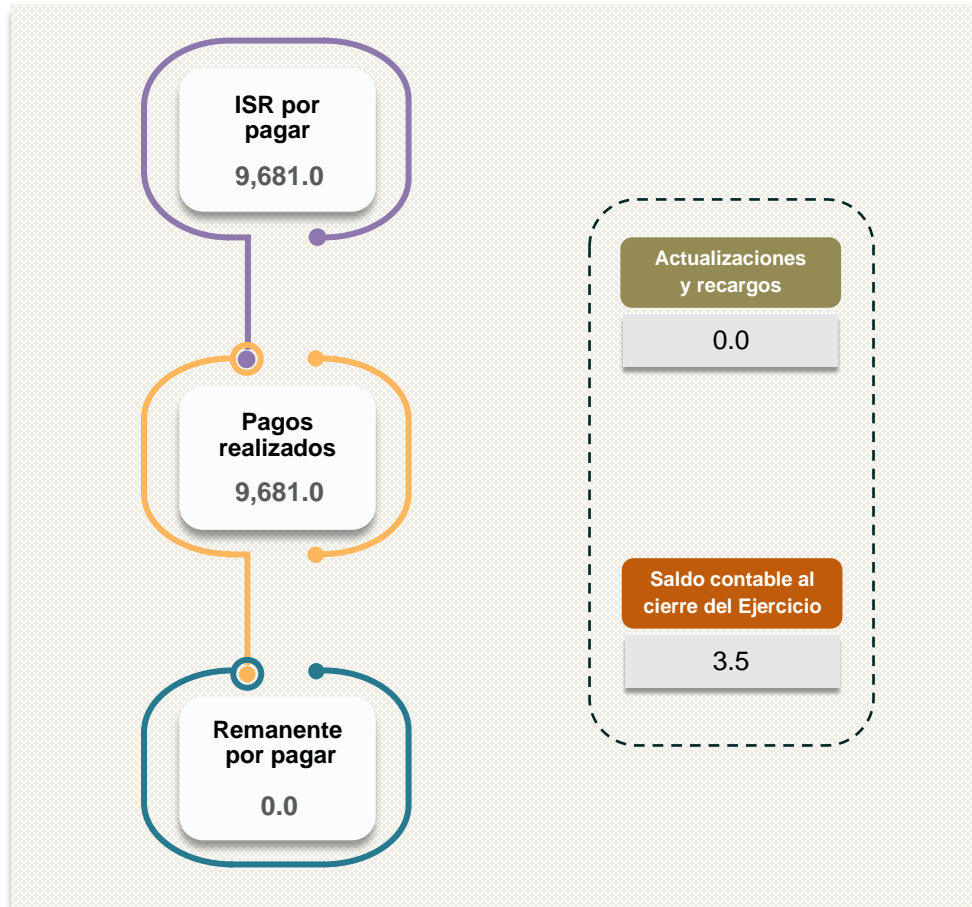 ISR por
pagar
9,681.0
Pagos
realizados
9,681.0
Remanente
por pagar
0.0
Actualizaciones
y recargos
0.0
Saldo contable al
cierre del Ejercicio
3.5